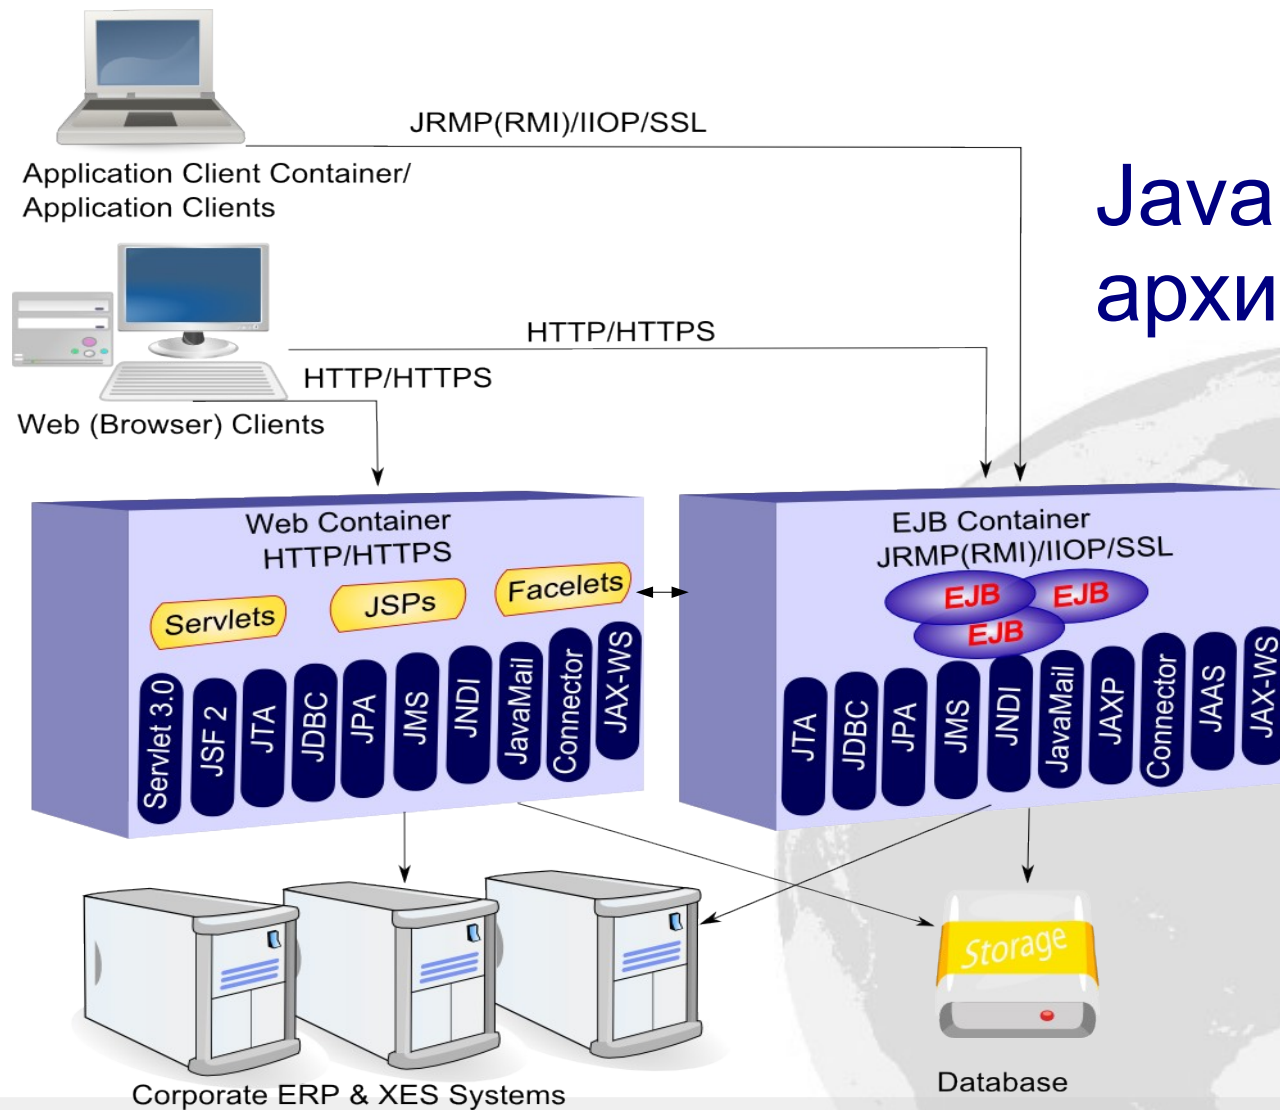 JRMP(RMI)/IIOP/SSL
Application Client Container/
Application Clients
Java
архи
HTTP/HTTPS
HTTP/HTTPS
Web (Browser) Clients
Web Container
HTTP/HTTPS
Servlets
JSPs
Facelets
Servlet 3.0
JSF 2
JTA
JDBC
JPA
JMS
JNDI
JavaMail
Connector
JAX-WS
EJB Container
JRMP(RMI)/IIOP/SSL
EJB
EJB
EJB
JTA
JDBC
JPA
JMS
JNDI
JavaMail
JAXP
Connector
JAAS
JAX-WS
Storage
Corporate ERP & XES Systems
Database